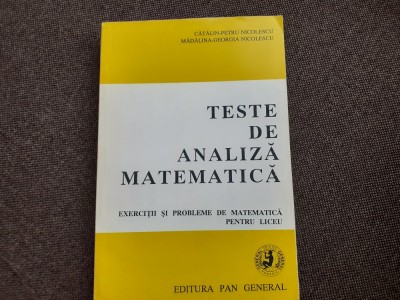 CĂTĂLIN-PETRU NICOLESCU
MĂDĂLINA-GEORGIA NICOLESCU
TESTE
DE
ANALIZĂ
MATEMATICĂ
EXERCIȚII ȘI PROBLEME DE MATEMATICĂ
PENTRU LICEU
EDITURA PAN GENERAL